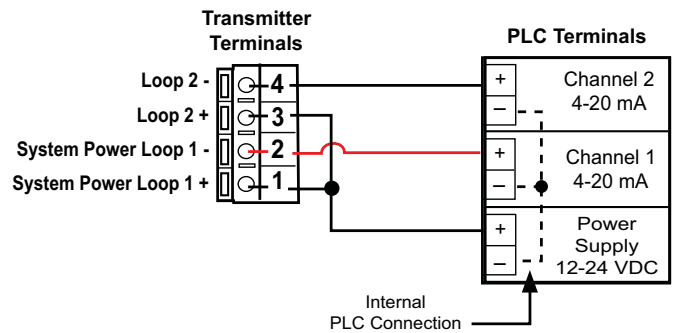 Transmitter
Terminals
PLC Terminals
Loop 2 - 4
Loop 2 + 3
System Power Loop 1 - 2
System Power Loop 1 + 1
+ Channel 2
– 4-20 mA
+ Channel 1
– 4-20 mA
+ Power
Supply
– 12-24 VDC
Internal
PLC Connection